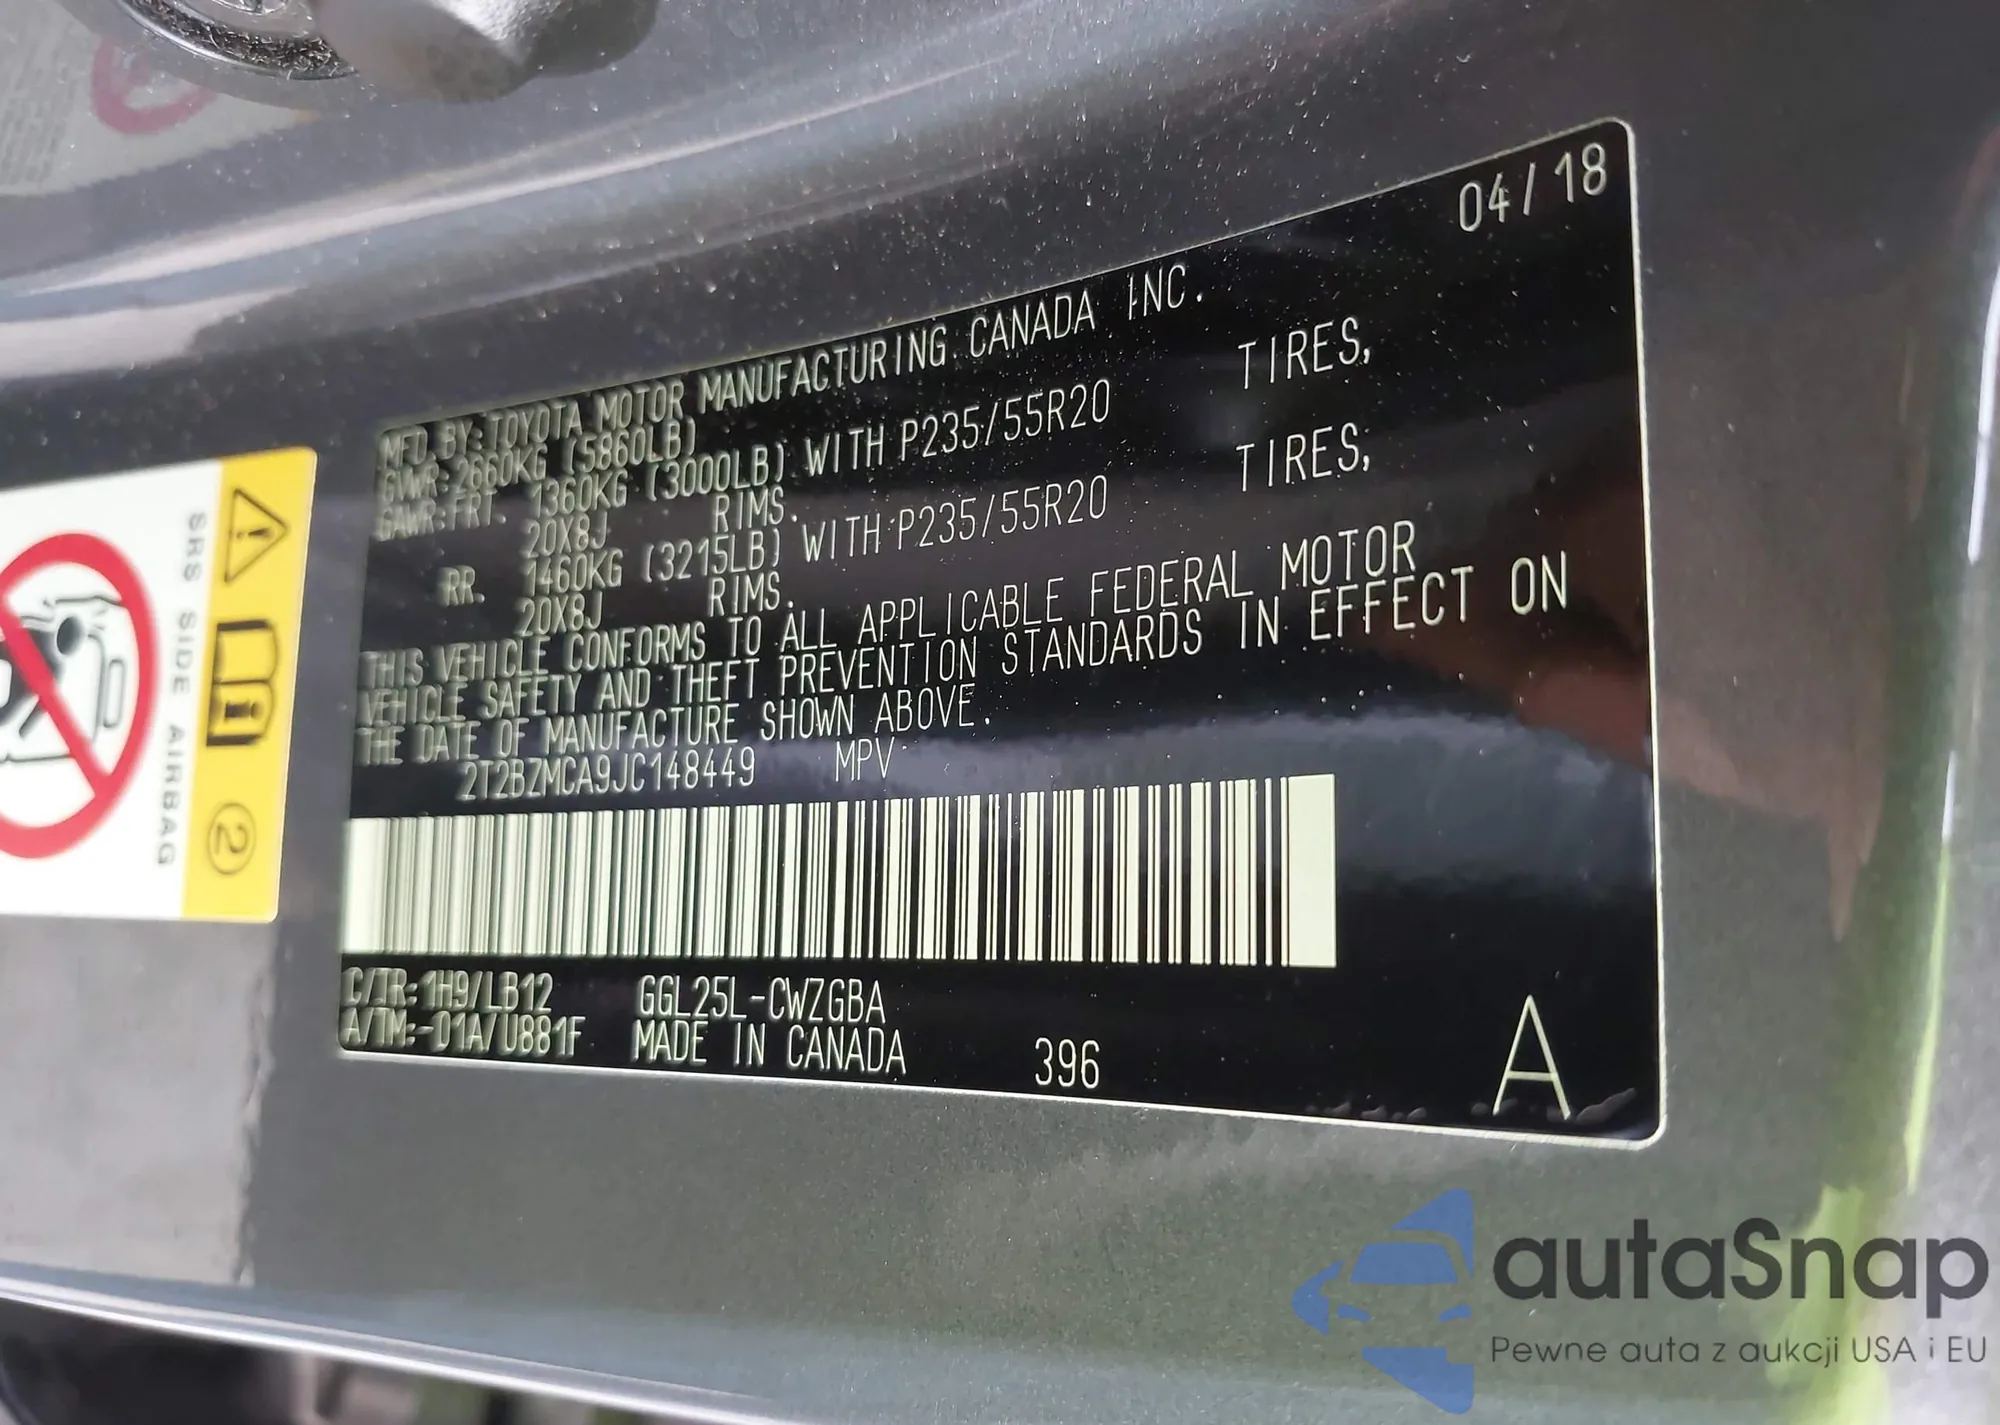 04/18
MFD BY:TOYOTA MOTOR MANUFACTURING CANADA INC.
GVWR:2660KG (5860LB)
GAWR:FRT. 1360KG (3000LB) WITH P235/55R20 TIRES,
20X8J RIMS.
RR. 1460KG (3215LB) WITH P235/55R20 TIRES,
20X8J RIMS.
THIS VEHICLE CONFORMS TO ALL APPLICABLE FEDERAL MOTOR
VEHICLE SAFETY AND THEFT PREVENTION STANDARDS IN EFFECT ON
THE DATE OF MANUFACTURE SHOWN ABOVE.
2T2BZMCA9JC148449 MPV
C/TR:1H9/LB12 GGL25L-CWZGBA
A/TM:-01A/U881F MADE IN CANADA 396
A
SRS SIDE AIRBAG
2
autaSnap
Pewne auta z aukcji USA i EU